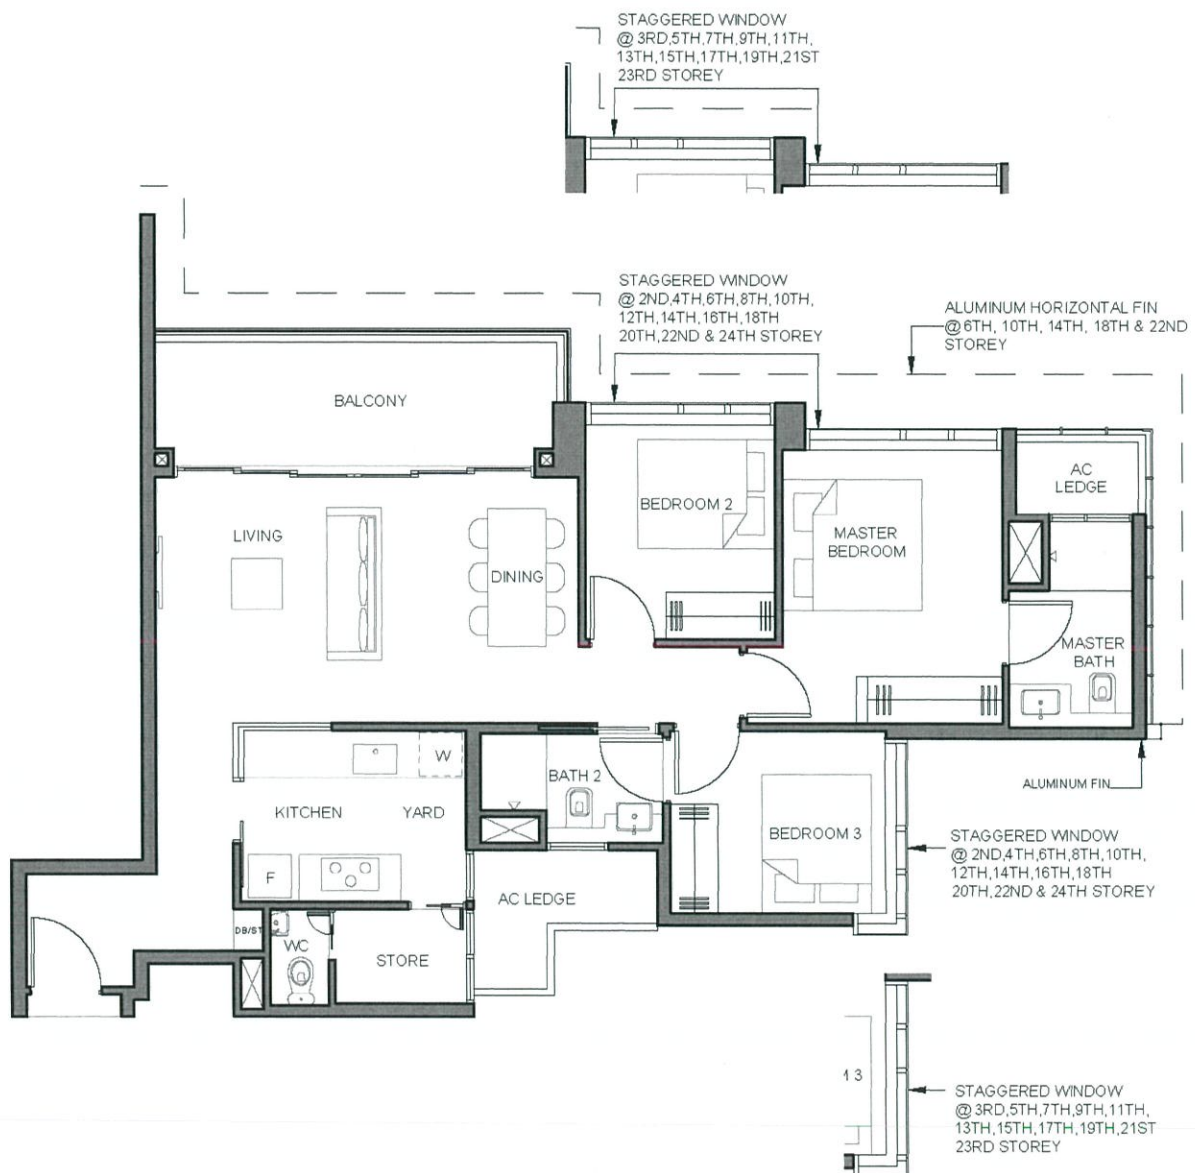 STAGGERED WINDOW
@ 3RD,5TH,7TH,9TH,11TH,
13TH,15TH,17TH,19TH,21ST
23RD STOREY
STAGGERED WINDOW
@ 2ND,4TH,6TH,8TH,10TH,
12TH,14TH,16TH,18TH
20TH,22ND & 24TH STOREY
ALUMINUM HORIZONTAL FIN
@ 6TH, 10TH, 14TH, 18TH & 22ND
STOREY
BALCONY
AC
LEDGE
BEDROOM 2
LIVING
MASTER
BEDROOM
DINING
MASTER
BATH
W
BATH 2
ALUMINUM FIN
KITCHEN
YARD
BEDROOM 3
STAGGERED WINDOW
@ 2ND,4TH,6TH,8TH,10TH,
12TH,14TH,16TH,18TH
20TH,22ND & 24TH STOREY
F
AC LEDGE
DB/ST
WC
STORE
M 3
STAGGERED WINDOW
@ 3RD,5TH,7TH,9TH,11TH,
13TH,15TH,17TH,19TH,21ST
23RD STOREY